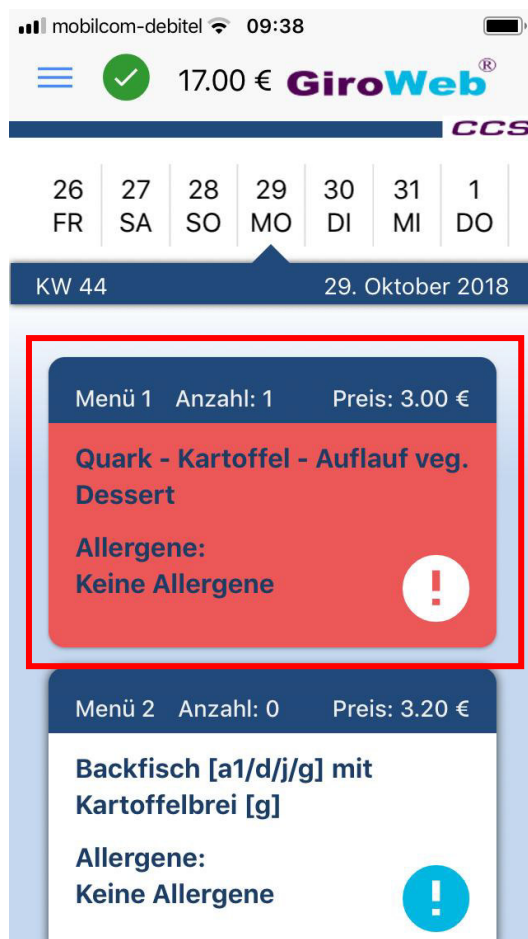 mobilcom-debitel 09:38
17.00 € GiroWeb®
CCS
26 27 28 29 30 31 1
FR SA SO MO DI MI DO
KW 44 29. Oktober 2018
Menü 1 Anzahl: 1 Preis: 3.00 €
Quark - Kartoffel - Auflauf veg.
Dessert
Allergene:
Keine Allergene
!
Menü 2 Anzahl: 0 Preis: 3.20 €
Backfisch [a1/d/j/g] mit
Kartoffelbrei [g]
Allergene:
Keine Allergene
!